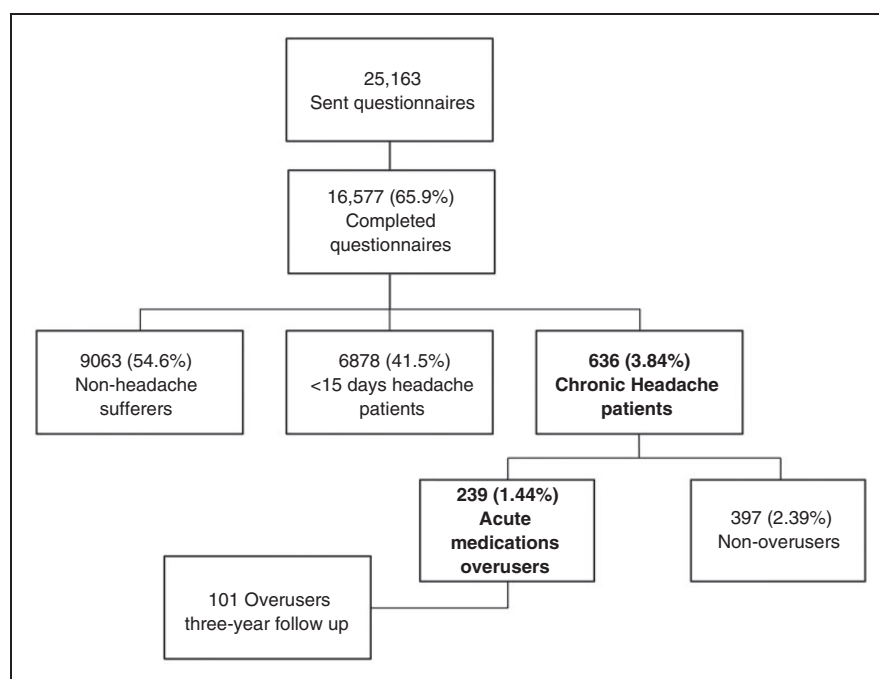 25,163
Sent questionnaires
16,577 (65.9%)
Completed
questionnaires
9063 (54.6%)
Non-headache
sufferers
6878 (41.5%)
<15 days headache
patients
636 (3.84%)
Chronic Headache
patients
239 (1.44%)
Acute
medications
overusers
397 (2.39%)
Non-overusers
101 Overusers
three-year follow up